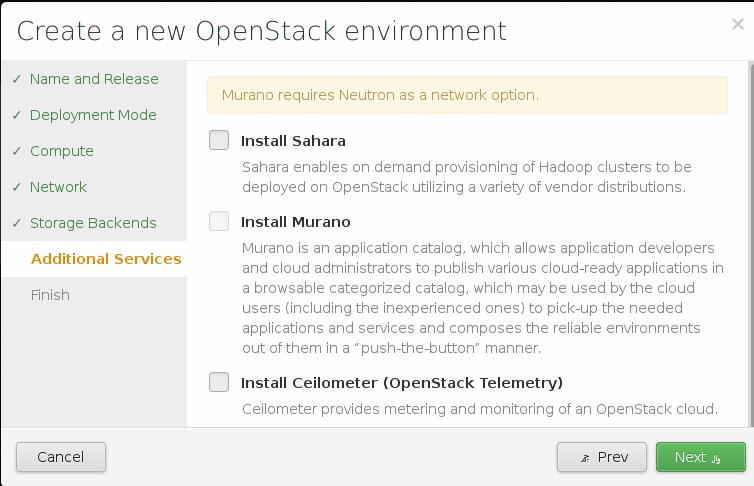 Create a new OpenStack environment
×
✓ Name and Release
✓ Deployment Mode
✓ Compute
✓ Network
✓ Storage Backends
Additional Services
Finish
Murano requires Neutron as a network option.
Install Sahara
Sahara enables on demand provisioning of Hadoop clusters to be
deployed on OpenStack utilizing a variety of vendor distributions.
Install Murano
Murano is an application catalog, which allows application developers
and cloud administrators to publish various cloud-ready applications in
a browsable categorized catalog, which may be used by the cloud
users (including the inexperienced ones) to pick-up the needed
applications and services and composes the reliable environments
out of them in a “push-the-button” manner.
Install Ceilometer (OpenStack Telemetry)
Ceilometer provides metering and monitoring of an OpenStack cloud.
Cancel
Prev
Next